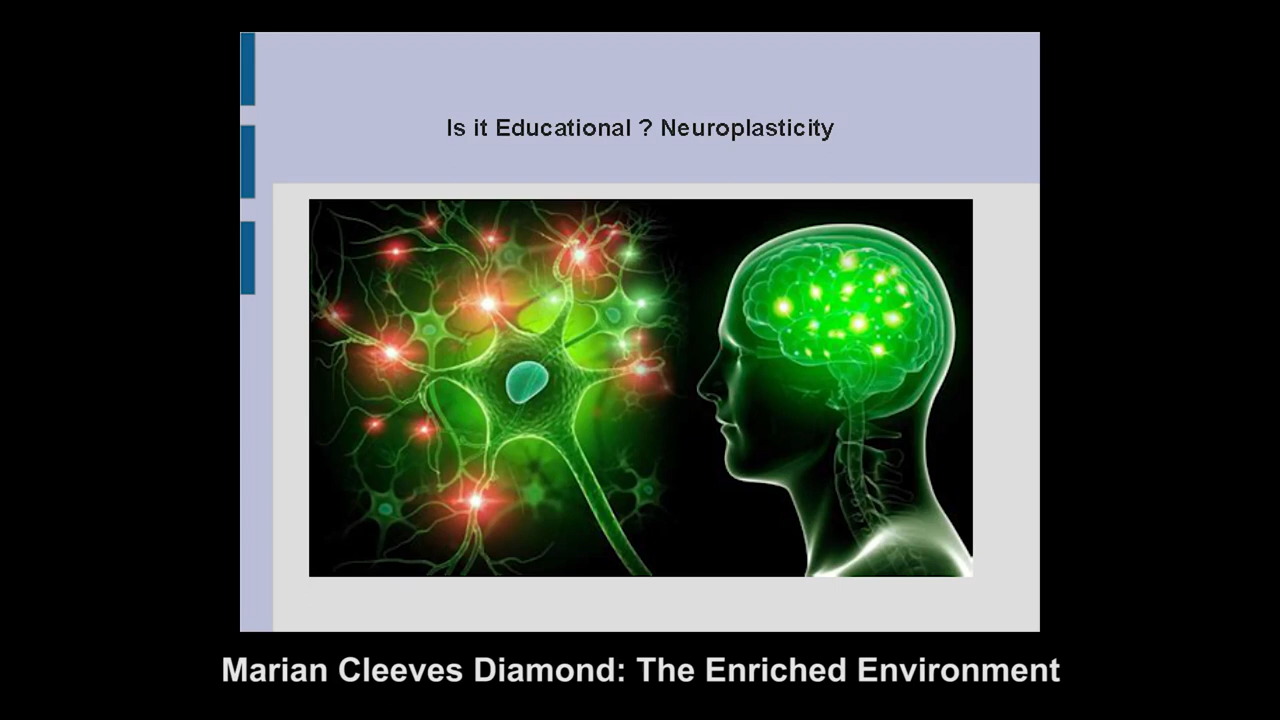 Is it Educational ? Neuroplasticity
Marian Cleeves Diamond: The Enriched Environment